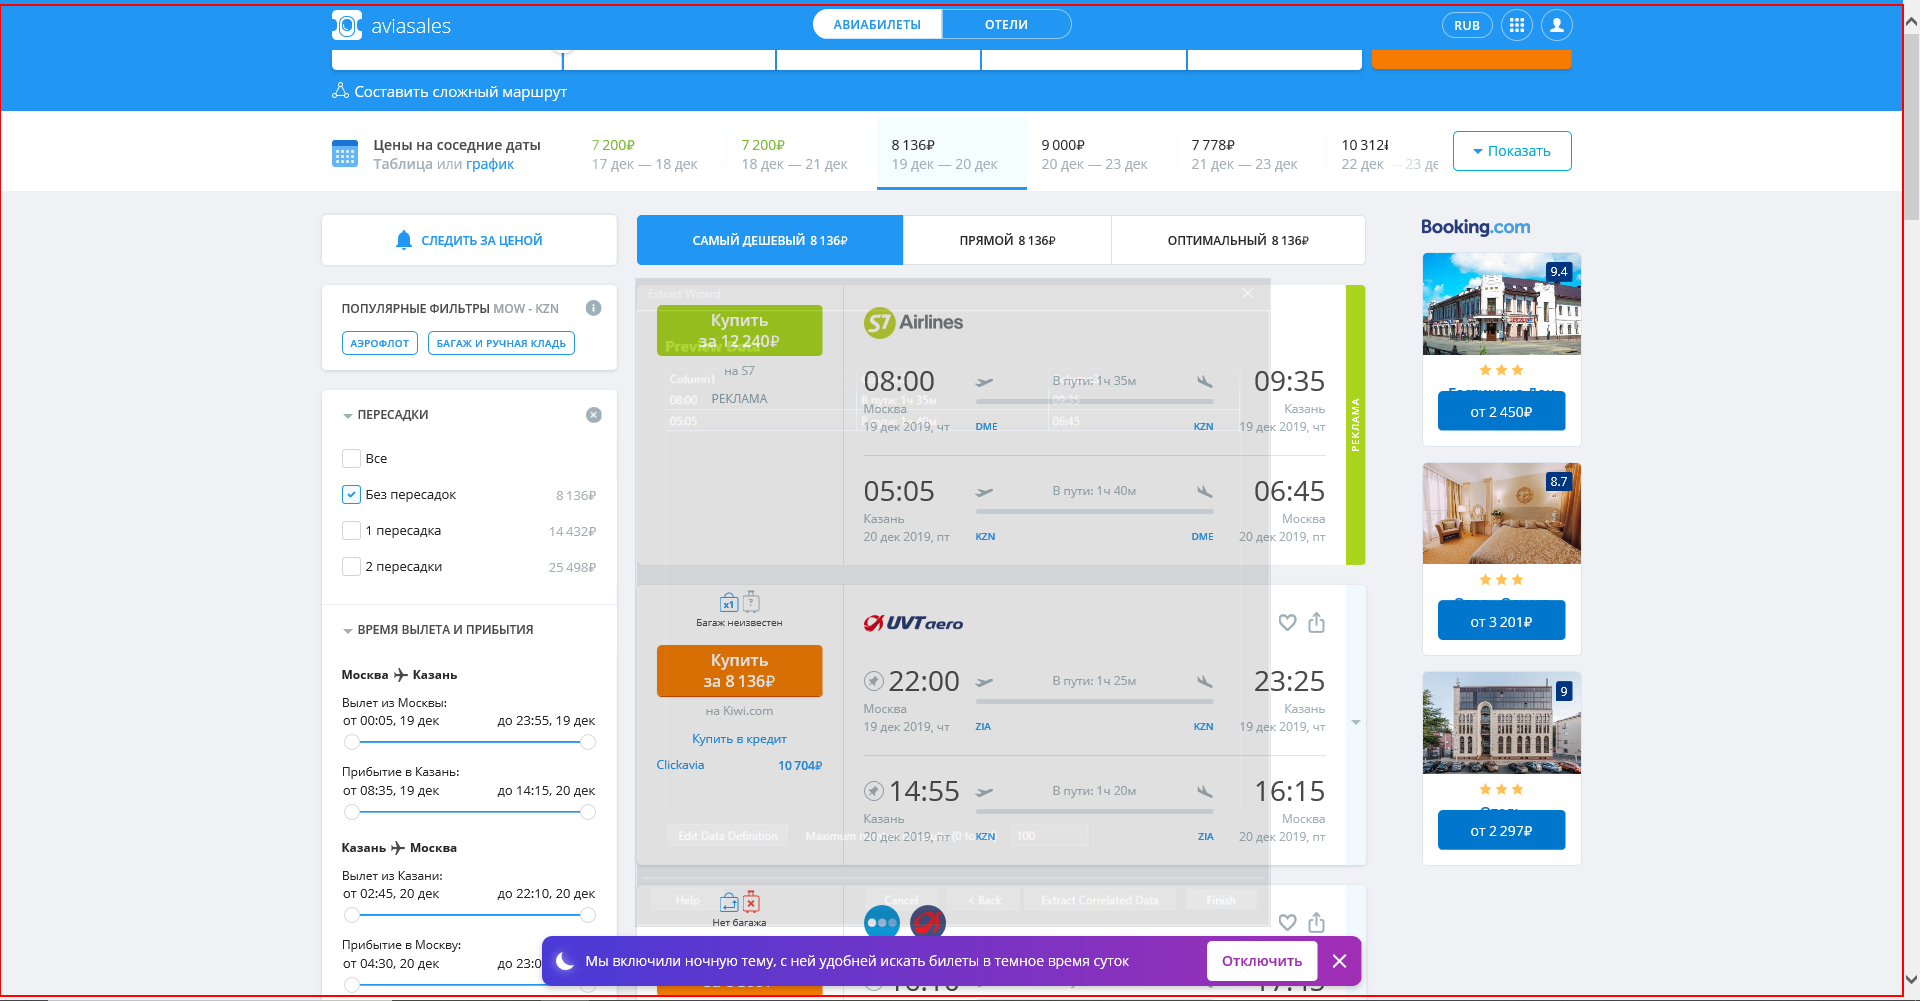 aviasales
АВИАБИЛЕТЫ
ОТЕЛИ
RUB
Составить сложный маршрут
Цены на соседние даты
Таблица или график
7 200₽
17 дек — 18 дек
7 200₽
18 дек — 21 дек
8 136₽
19 дек — 20 дек
9 000₽
20 дек — 23 дек
7 778₽
21 дек — 23 дек
10 312
22 дек — 23 де
Показать
СЛЕДИТЬ ЗА ЦЕНОЙ
ПОПУЛЯРНЫЕ ФИЛЬТРЫ MOW - KZN
АЭРОФЛОТ
БАГАЖ И РУЧНАЯ КЛАДЬ
ПЕРЕСАДКИ
Все
Без пересадок 8 136₽
1 пересадка 14 432₽
2 пересадки 25 498₽
ВРЕМЯ ВЫЛЕТА И ПРИБЫТИЯ
Москва Казань
Вылет из Москвы:
от 00:05, 19 дек до 23:55, 19 дек
Прибытие в Казань:
от 08:35, 19 дек до 14:15, 20 дек
Казань Москва
Вылет из Казани:
от 02:45, 20 дек до 22:10, 20 дек
Прибытие в Москву:
от 04:30, 20 дек до 23:0
САМЫЙ ДЕШЕВЫЙ 8 136₽
ПРЯМОЙ 8 136₽
ОПТИМАЛЬНЫЙ 8 136₽
Extract Wizard
Preview Data
Column1
08:00 В пути: 1ч 35м 09:35
05:05 В пути: 1ч 40м 06:45
Купить
за 12 240₽
на S7
РЕКЛАМА
S7 Airlines
08:00 В пути: 1ч 35м 09:35
Москва Казань
19 дек 2019, чт DME KZN 19 дек 2019, чт
05:05 В пути: 1ч 40м 06:45
Казань Москва
20 дек 2019, пт KZN DME 20 дек 2019, пт
РЕКЛАМА
x1 ?
Багаж неизвестен
Купить
за 8 136₽
на Kiwi.com
Купить в кредит
Clickavia 10 704₽
UVT aero
22:00 В пути: 1ч 25м 23:25
Москва Казань
19 дек 2019, чт ZIA KZN 19 дек 2019, чт
14:55 В пути: 1ч 20м 16:15
Казань Москва
20 дек 2019, пт KZN ZIA 20 дек 2019, пт
Edit Data Definition Maximum 100
Help Cancel < Back Extract Correlated Data Finish
Нет багажа
Мы включили ночную тему, с ней удобней искать билеты в темное время суток
Отключить
Booking.com
9.4
от 2 450₽
8.7
от 3 201₽
9
от 2 297₽